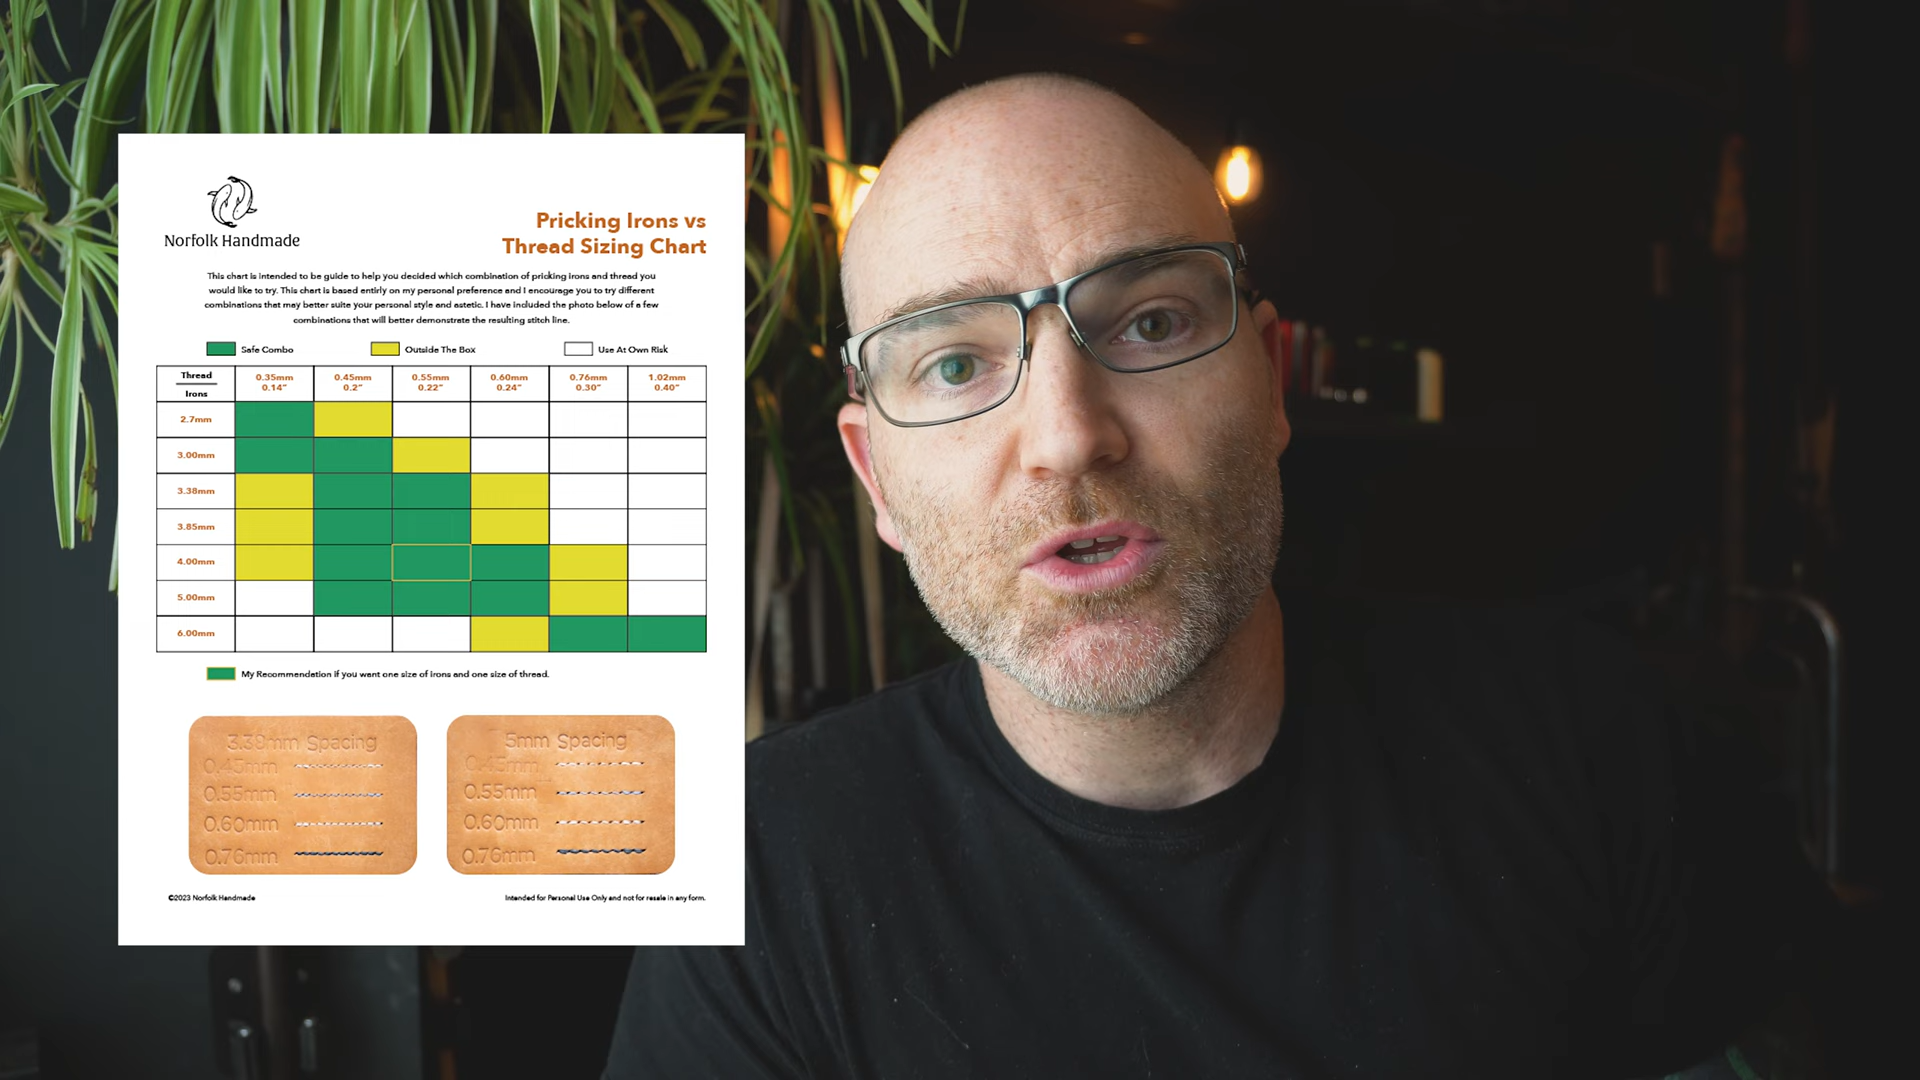 Norfolk Handmade
Pricking Irons vs
Thread Sizing Chart
This chart is intended to be guide to help you decided which combination of pricking irons and thread you
would like to try. This chart is based entirly on my personal preference and I encourage you to try different
combinations that may better suite your personal style and astetic. I have included the photo below of a few
combinations that will better demonstrate the resulting stitch line.
Safe Combo Outside The Box Use At Own Risk
Thread 0.35mm 0.45mm 0.55mm 0.60mm 0.76mm 1.02mm
0.14" 0.2" 0.22" 0.24" 0.30" 0.40"
Irons
2.7mm
3.00mm
3.38mm
3.85mm
4.00mm
5.00mm
6.00mm
My Recommendation if you want one size of irons and one size of thread.
3.38mm Spacing
0.45mm
0.55mm
0.60mm
0.76mm
5mm Spacing
0.45mm
0.55mm
0.60mm
0.76mm
©2023 Norfolk Handmade
Intended for Personal Use Only and not for resale in any form.